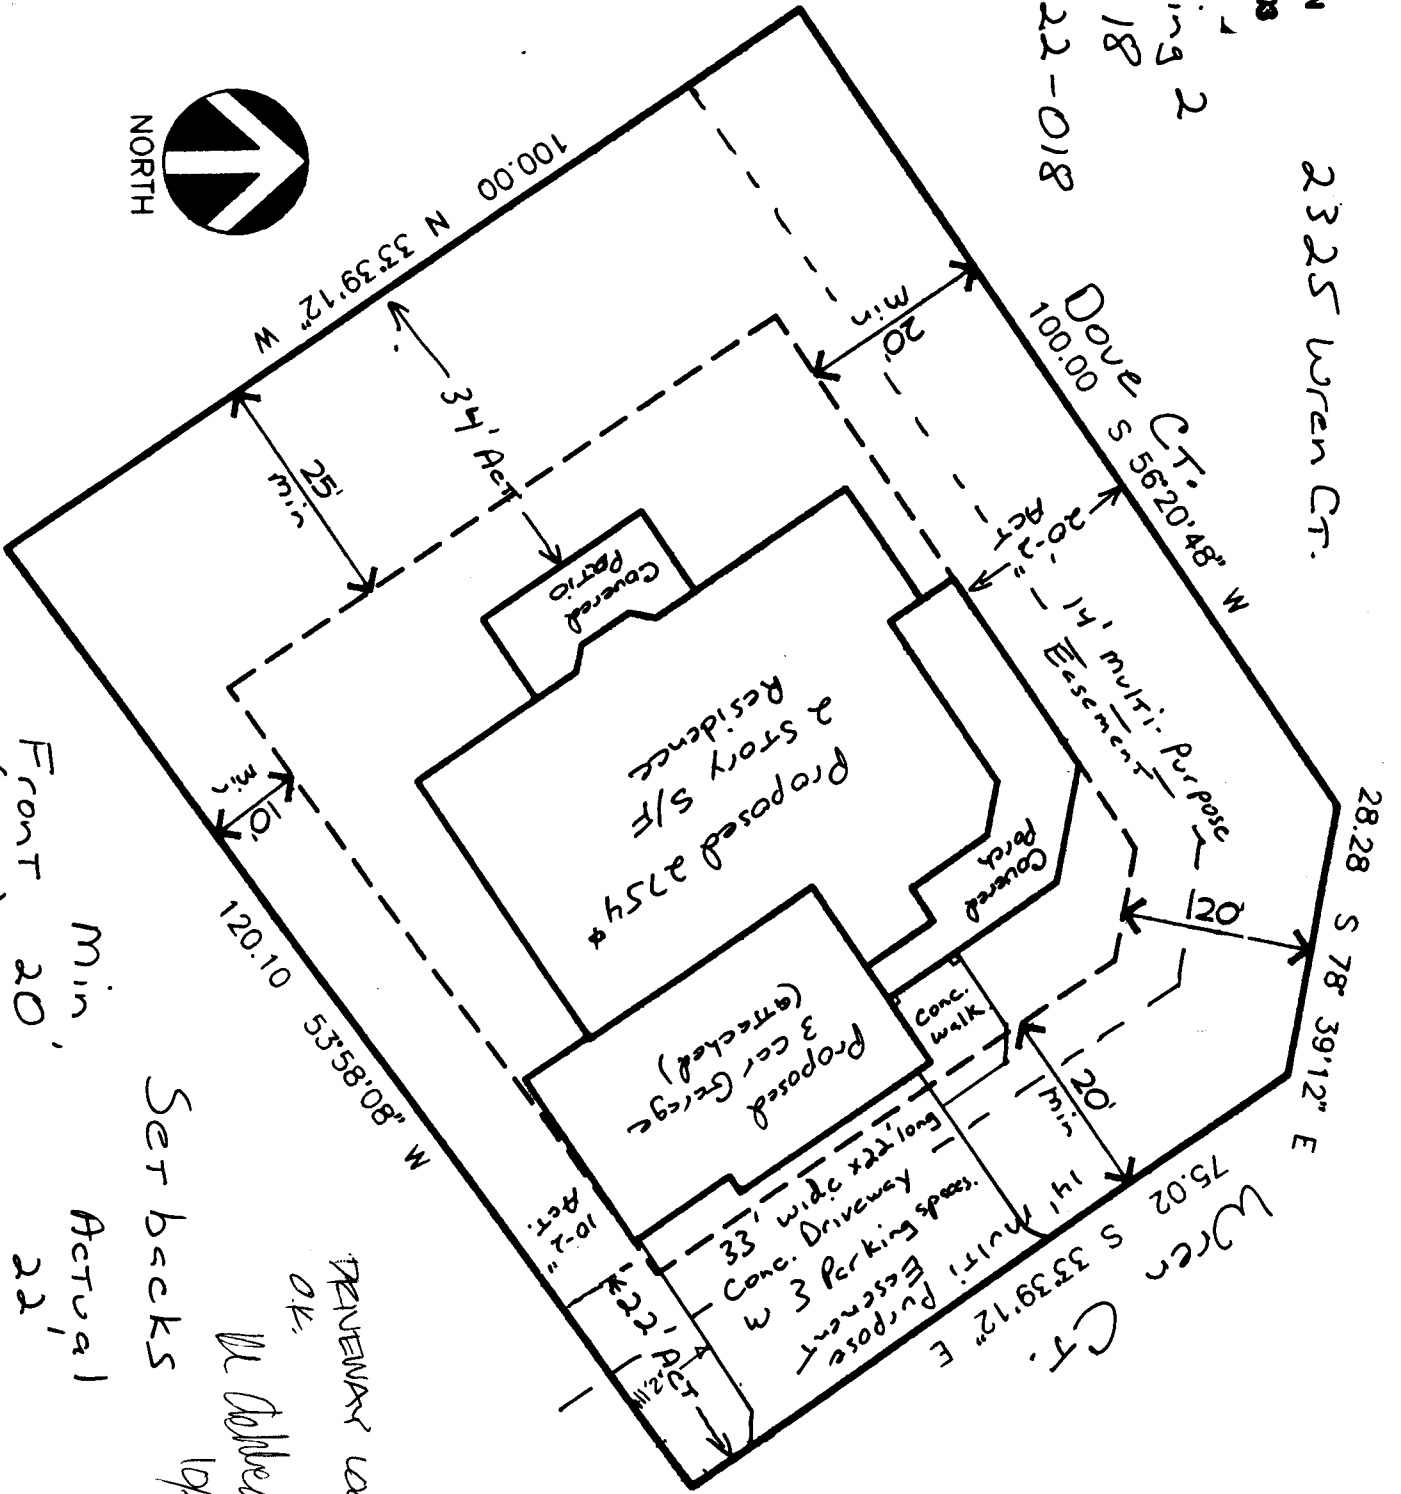 ing 2
18
22-018
2325 Wren CT.
NORTH
100.00
N 33°39'12" W
Dove CT.
100.00 S 56°20'48" W
20'
min
20'-2"
ACT
14' multi-Purpose
Easement
28.28 S 78° 39'12" E
120'
34' Act
25'
min
Covered
Patio
Proposed 2754
2 Story S/F
Residence
Covered
Porch
Conc.
walk
Proposed
3 car Garage
(attached)
20'
min
75.02
S 33°39'12" E
Wren CT.
14' multi
Purpose
Easement
33' wide x 22' long
Conc. Driveway
w 3 parking spaces.
10'
min
120.10 53°58'08" W
10'-2"
ACT.
22' ACT
DRIVEWAY
O.K.
Setbacks
min Actual
Front 20' 22'